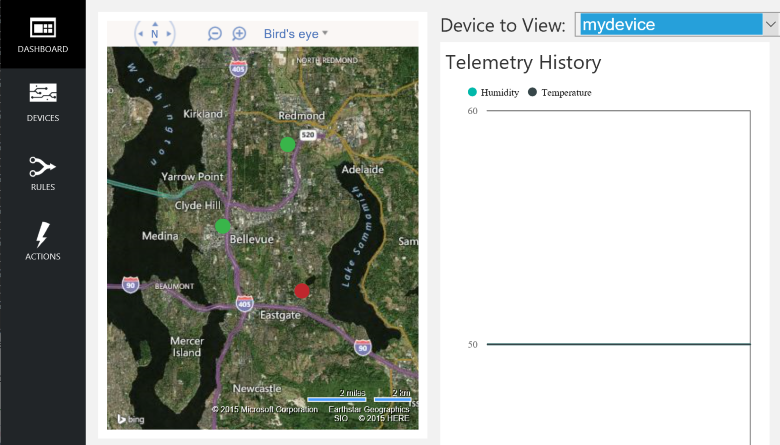 DASHBOARD
DEVICES
RULES
ACTIONS
N
Bird's eye
Washington
405
NORTH REDMOND
Kirkland
Redmond
520
Yarrow Point
Adelaide
Clyde Hill
Medina
Bellevue
Lake Sammamish
Sam
90
BEAUMONT
405
Eastgate
Mercer
Island
90
Newcastle
2 miles
2 km
Iss
bing
© 2015 Microsoft Corporation
Earthstar Geographics
SIO
© 2015 HERE
Device to View:
mydevice
Telemetry History
Humidity
Temperature
60
50